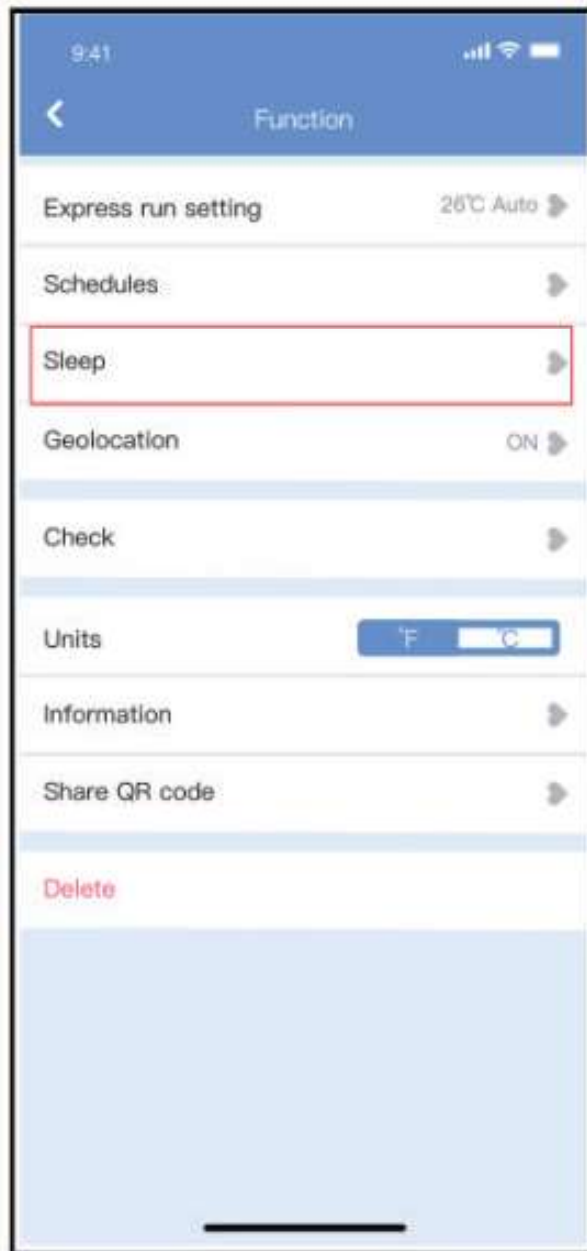 9:41
Function
Express run setting 26℃ Auto
Schedules
Sleep
Geolocation ON
Check
Units °F °C
Information
Share QR code
Delete